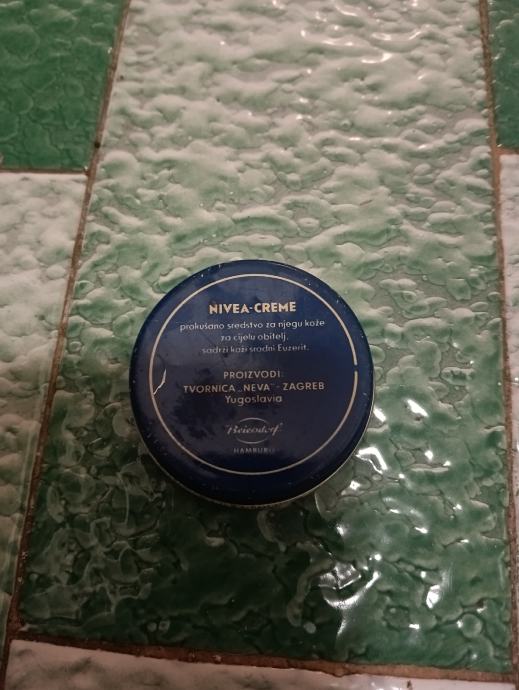 NIVEA-CREME
prokušano sredstvo za njegu kože
za cijelu obitelj,
sadrži koži srodni Euzerit.
PROIZVODI:
TVORNICA „NEVA" - ZAGREB
Yugoslavia
Beiersdorf
HAMBURG